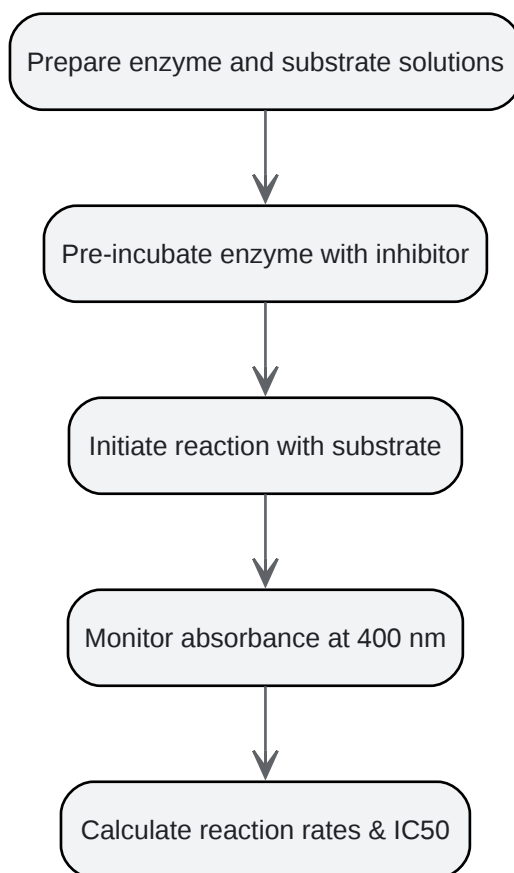 Prepare enzyme and substrate solutions
Pre-incubate enzyme with inhibitor
Initiate reaction with substrate
Monitor absorbance at 400 nm
Calculate reaction rates & IC50